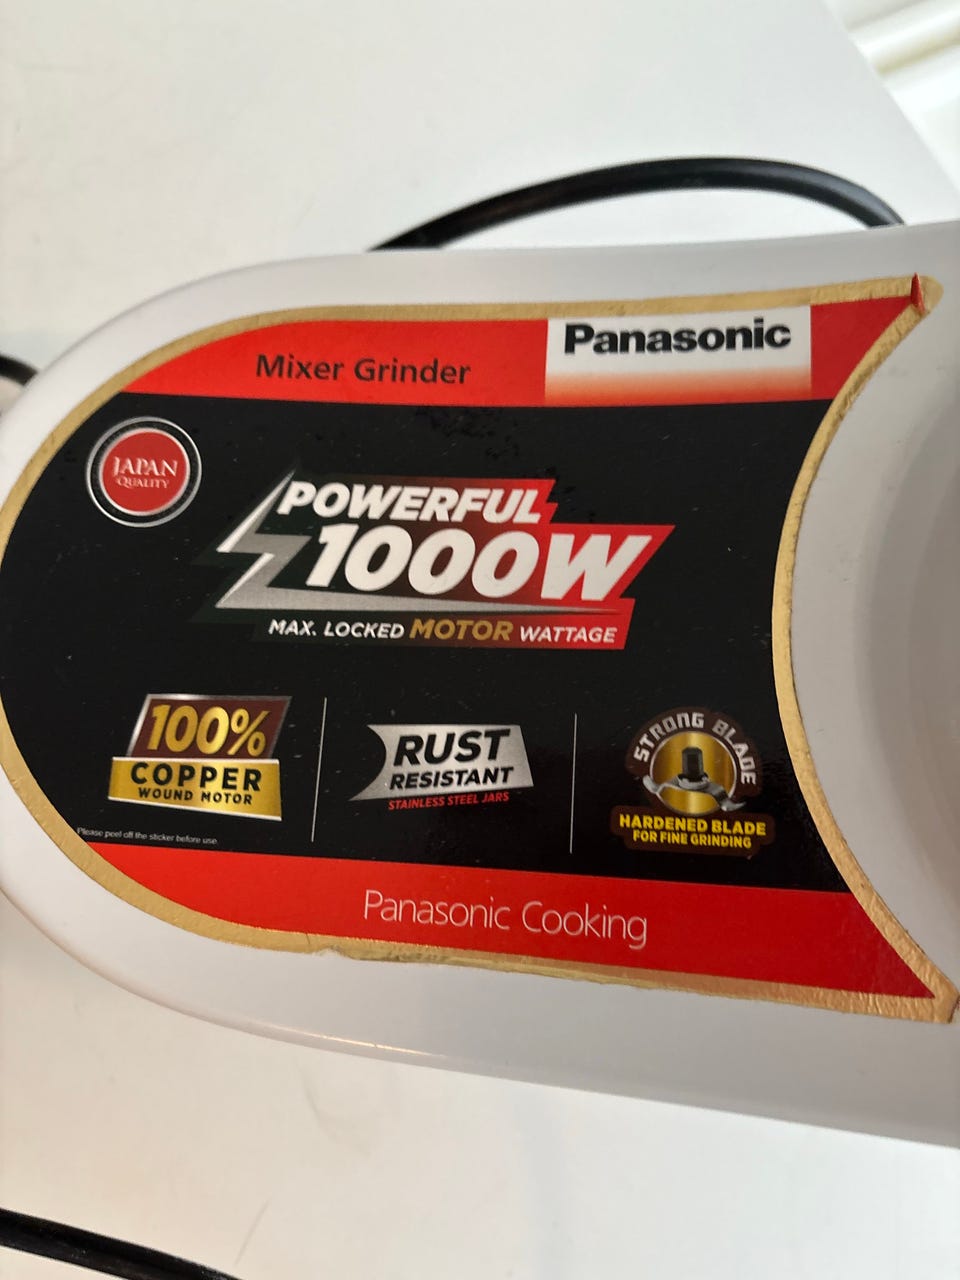 Mixer Grinder
Panasonic
JAPAN
QUALITY
POWERFUL
1000W
MAX. LOCKED MOTOR WATTAGE
100%
COPPER
WOUND MOTOR
RUST
RESISTANT
STAINLESS STEEL JARS
STRONG BLADE
HARDENED BLADE
FOR FINE GRINDING
Please peel off the sticker before use.
Panasonic Cooking